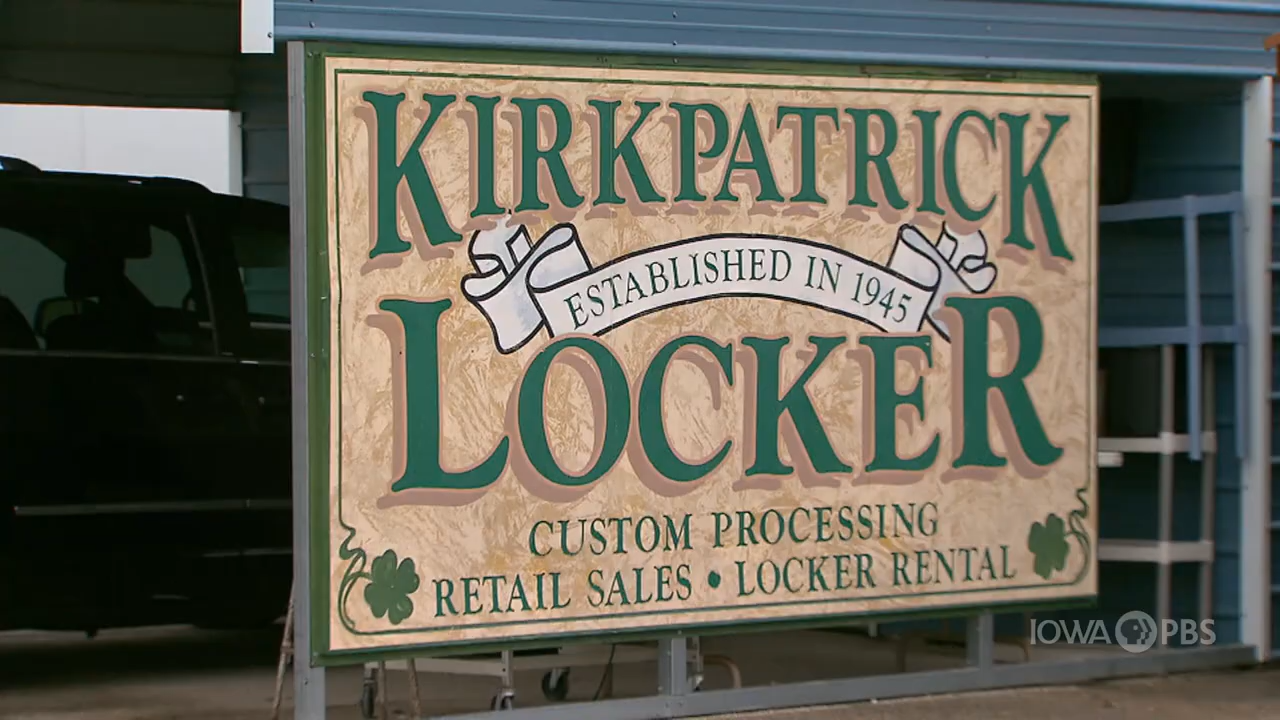 KIRKPATRICK
ESTABLISHED IN 1945
LOCKER
CUSTOM PROCESSING
RETAIL SALES • LOCKER RENTAL
IOWA PBS